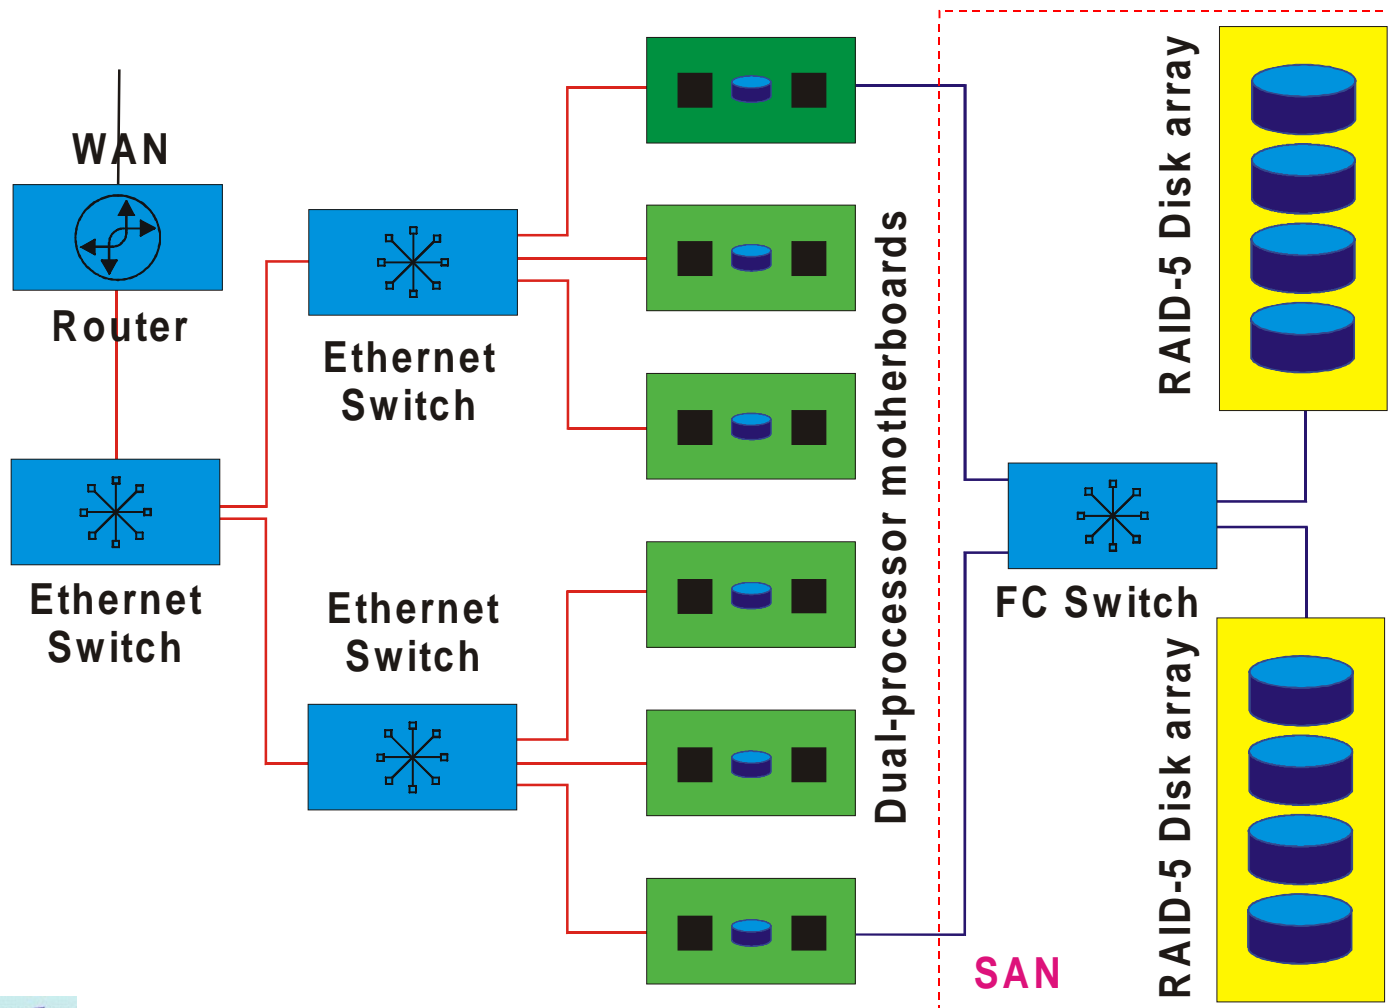 WAN
Router
Ethernet
Switch
Ethernet
Switch
Ethernet
Switch
Dual-processor motherboards
FC Switch
RAID-5 Disk array
RAID-5 Disk array
SAN